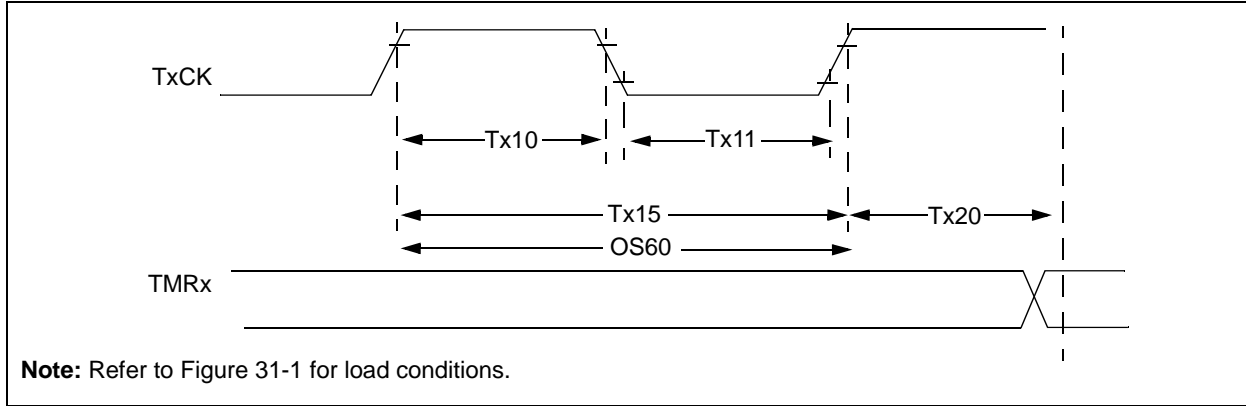 TxCK
Tx10
Tx11
Tx15
Tx20
OS60
TMRx
Note: Refer to Figure 31-1 for load conditions.